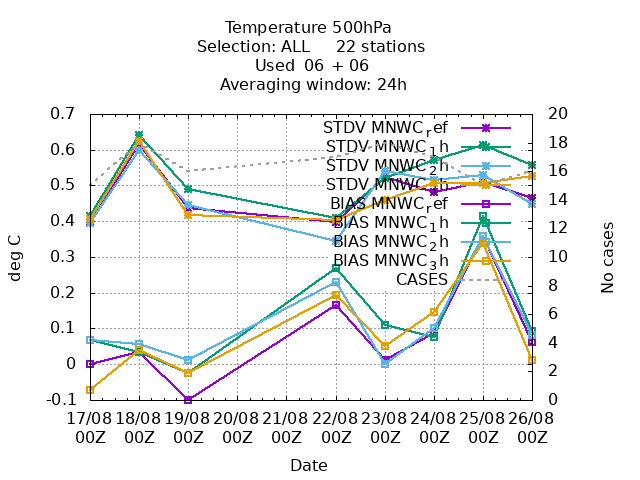 Temperature 500hPa
Selection: ALL     22 stations
Used  06 + 06
Averaging window: 24h
0.7
0.6
0.5
0.4
0.3
0.2
0.1
0
-0.1
deg C
20
18
16
14
12
10
8
6
4
2
0
No cases
STDV MNWC_ref
STDV MNWC_1h
STDV MNWC_2h
STDV MNWC_3h
BIAS MNWC_ref
BIAS MNWC_1h
BIAS MNWC_2h
BIAS MNWC_3h
CASES
17/08 18/08 19/08 20/08 21/08 22/08 23/08 24/08 25/08 26/08
00Z 00Z 00Z 00Z 00Z 00Z 00Z 00Z 00Z 00Z
Date